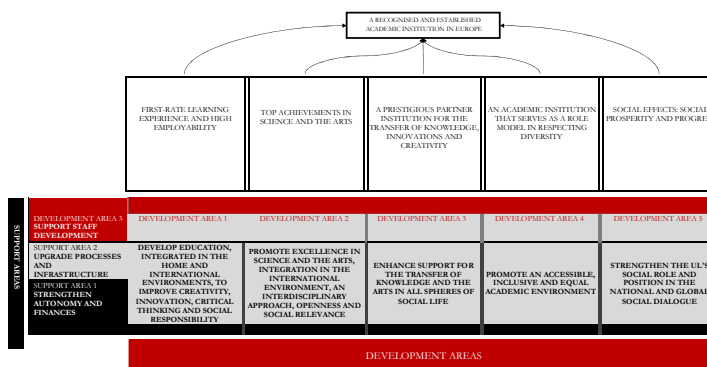 A RECOGNISED AND ESTABLISHED
ACADEMIC INSTITUTION IN EUROPE
FIRST-RATE LEARNING
EXPERIENCE AND HIGH
EMPLOYABILITY
TOP ACHIEVEMENTS IN
SCIENCE AND THE ARTS
A PRESTIGIOUS PARTNER
INSTITUTION FOR THE
TRANSFER OF KNOWLEDGE,
INNOVATIONS AND
CREATIVITY
AN ACADEMIC INSTITUTION
THAT SERVES AS A ROLE
MODEL IN RESPECTING
DIVERSITY
SOCIAL EFFECTS: SOCIAL
PROSPERITY AND PROGRE
SUPPORT AREAS
DEVELOPMENT AREA 3
SUPPORT STAFF
DEVELOPMENT
SUPPORT AREA 2
UPGRADE PROCESSES
AND
INFRASTRUCTURE
SUPPORT AREA 1
STRENGTHEN
AUTONOMY AND
FINANCES
DEVELOPMENT AREA 1
DEVELOP EDUCATION,
INTEGRATED IN THE
HOME AND
INTERNATIONAL
ENVIRONMENTS, TO
IMPROVE CREATIVITY,
INNOVATION, CRITICAL
THINKING AND SOCIAL
RESPONSIBILITY
DEVELOPMENT AREA 2
PROMOTE EXCELLENCE IN
SCIENCE AND THE ARTS,
INTEGRATION IN THE
INTERNATIONAL
ENVIRONMENT, AN
INTERDISCIPLINARY
APPROACH, OPENNESS AND
SOCIAL RELEVANCE
DEVELOPMENT AREA 3
ENHANCE SUPPORT FOR
THE TRANSFER OF
KNOWLEDGE AND THE
ARTS IN ALL SPHERES OF
SOCIAL LIFE
DEVELOPMENT AREA 4
PROMOTE AN ACCESSIBLE,
INCLUSIVE AND EQUAL
ACADEMIC ENVIRONMENT
DEVELOPMENT AREA 5
STRENGTHEN THE UL'S
SOCIAL ROLE AND
POSITION IN THE
NATIONAL AND GLOBAL
SOCIAL DIALOGUE
DEVELOPMENT AREAS